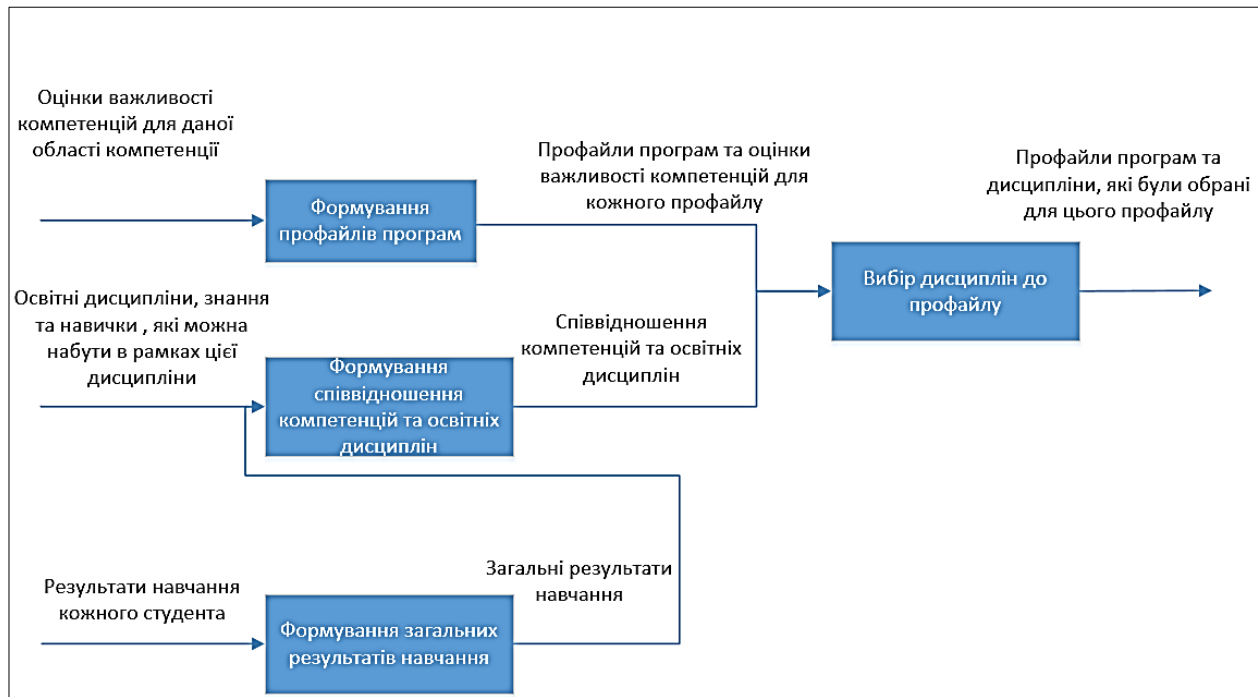 Оцінки важливості
компетенцій для даної
області компетенції
Формування
профайлів програм
Профайли програм та оцінки
важливості компетенцій для
кожного профайлу
Профайли програм та
дисципліни, які були обрані
для цього профайлу
Вибір дисциплін до
профайлу
Освітні дисципліни, знання
та навички , які можна
набути в рамках цієї
дисципліни
Формування
співвідношення
компетенцій та освітніх
дисциплін
Співвідношення
компетенцій та освітніх
дисциплін
Результати навчання
кожного студента
Формування загальних
результатів навчання
Загальні результати
навчання